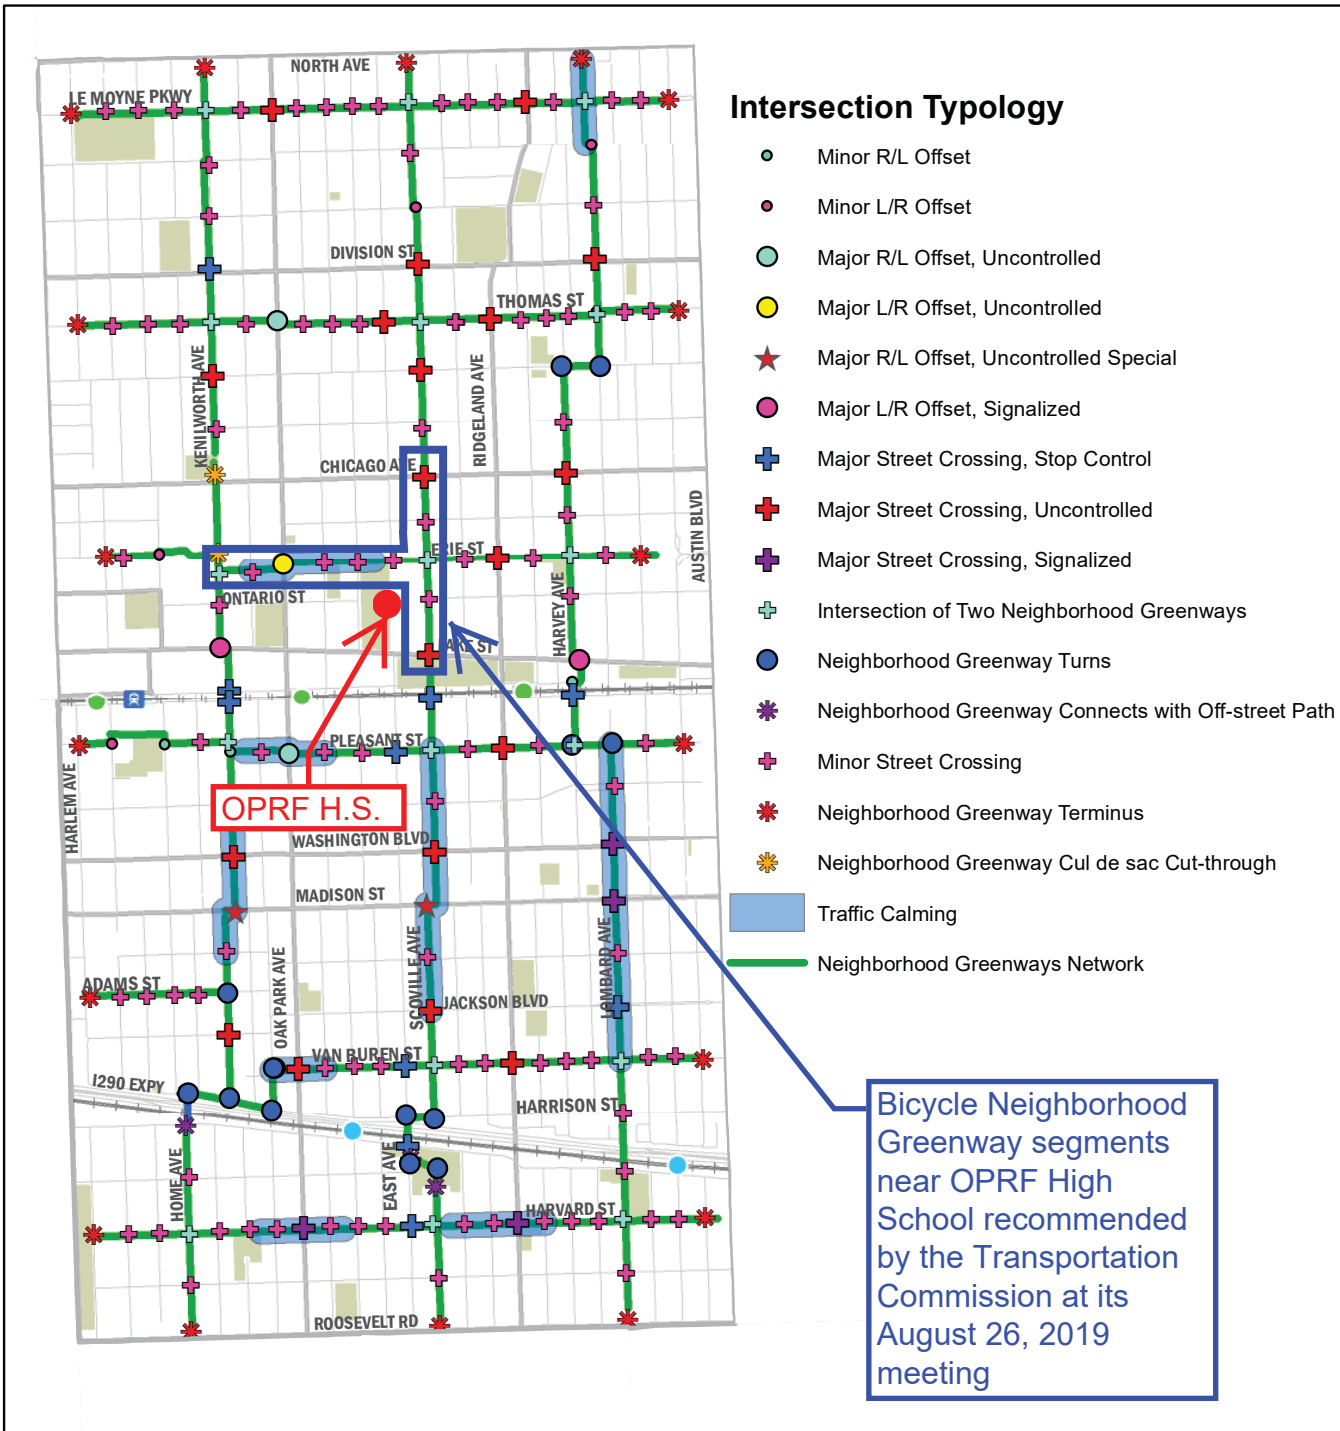 NORTH AVE
LE MOYNE PKWY
DIVISION ST
THOMAS ST
KENILWORTH AVE
RIDGELAND AVE
CHICAGO AVE
AUSTIN BLVD
ERIE ST
ONTARIO ST
HARVEY AVE
LAKE ST
PLEASANT ST
HARLEM AVE
OPRF H.S.
WASHINGTON BLVD
MADISON ST
SCOVILLE AVE
LOMBARD AVE
OAK PARK AVE
ADAMS ST
JACKSON BLVD
VAN BUREN ST
I290 EXPY
HARRISON ST
HOME AVE
EAST AVE
HARVARD ST
ROOSEVELT RD
Intersection Typology
Minor R/L Offset
Minor L/R Offset
Major R/L Offset, Uncontrolled
Major L/R Offset, Uncontrolled
Major R/L Offset, Uncontrolled Special
Major L/R Offset, Signalized
Major Street Crossing, Stop Control
Major Street Crossing, Uncontrolled
Major Street Crossing, Signalized
Intersection of Two Neighborhood Greenways
Neighborhood Greenway Turns
Neighborhood Greenway Connects with Off-street Path
Minor Street Crossing
Neighborhood Greenway Terminus
Neighborhood Greenway Cul de sac Cut-through
Traffic Calming
Neighborhood Greenways Network
Bicycle Neighborhood
Greenway segments
near OPRF High
School recommended
by the Transportation
Commission at its
August 26, 2019
meeting